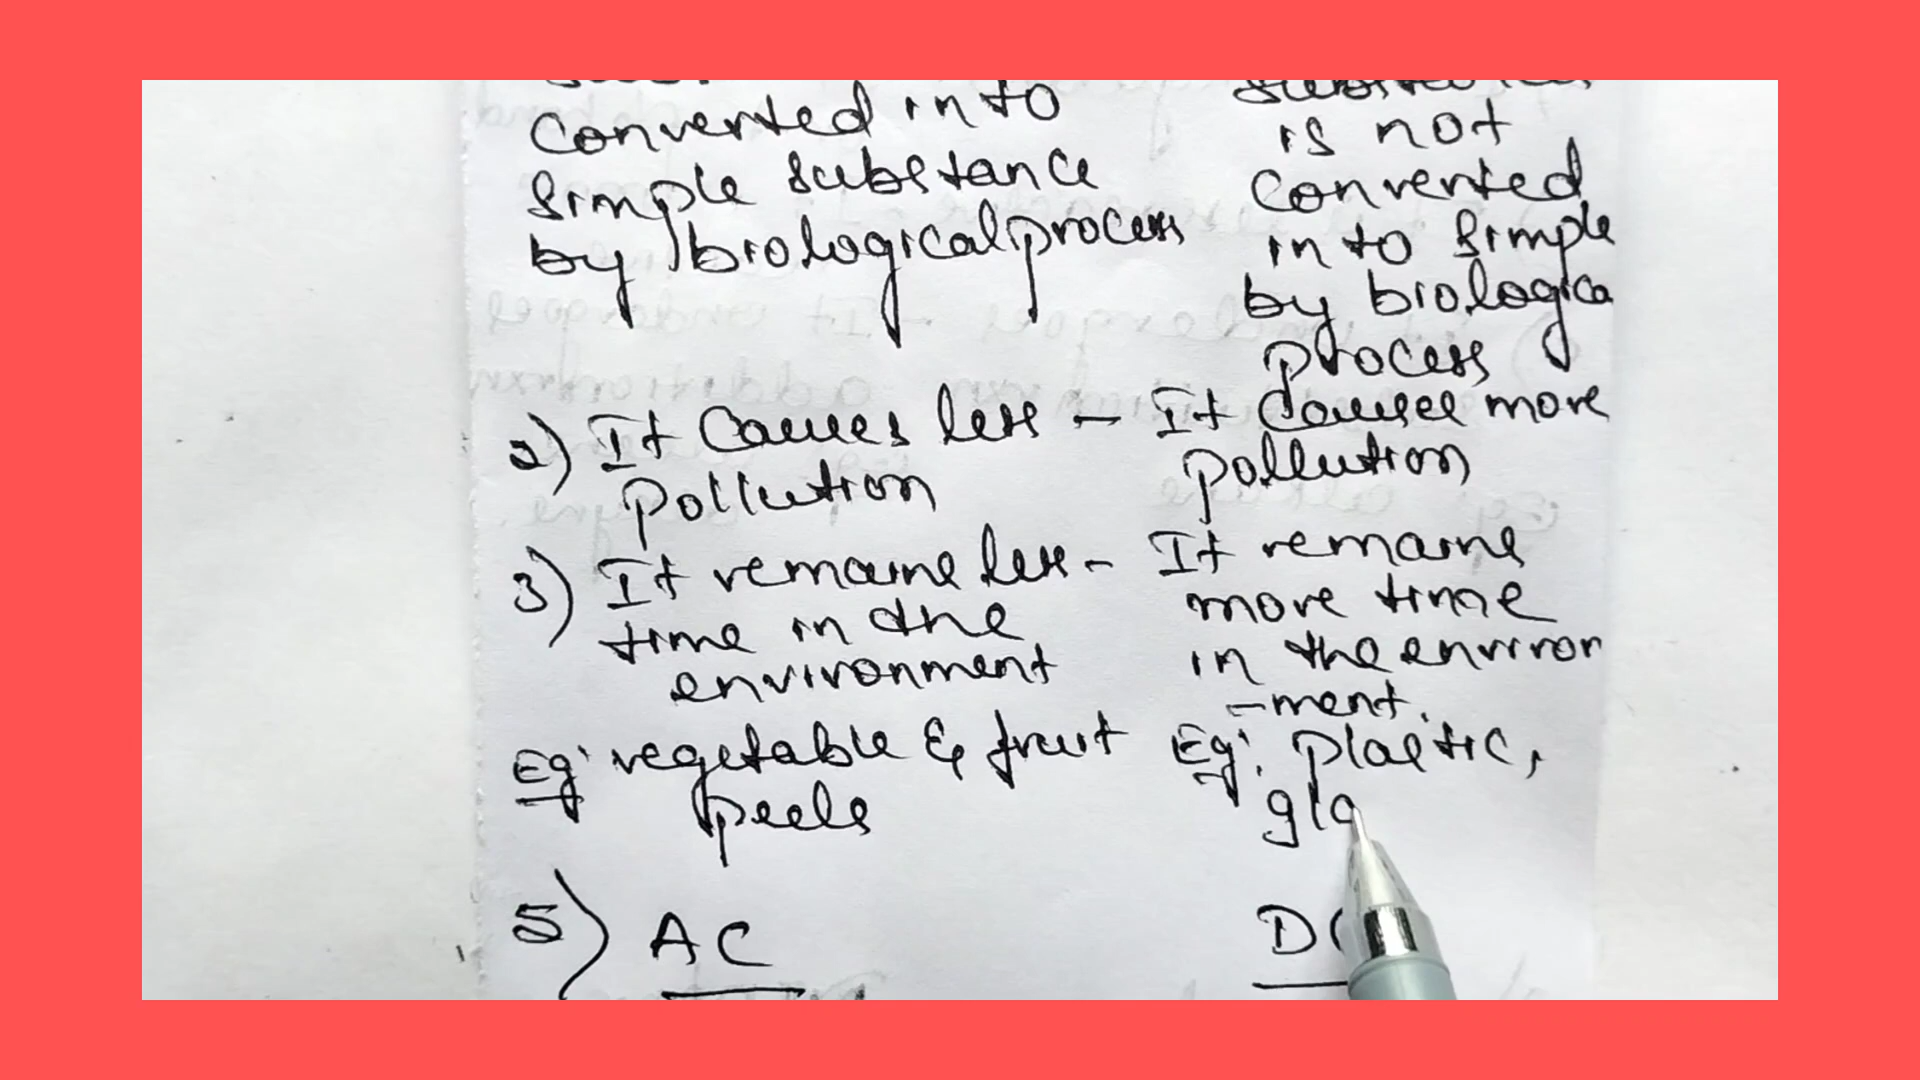 Converted into
Simple substance
by biological process
is not
Converted
into simple
by biologica
process
2) It causes less - It causes more
pollution
pollution
3) It remains less - It remains
time in the
more time
environment
in the environ
-ment.
Eg: vegetable & fruit
peels
Eg: plastic,
gla
5) AC
D